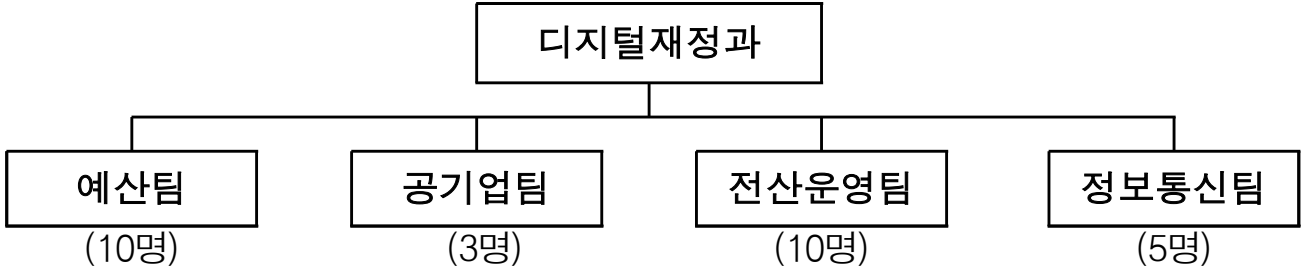 디지털재정과
예산팀 공기업팀 전산운영팀 정보통신팀
(10명) (3명) (10명) (5명)